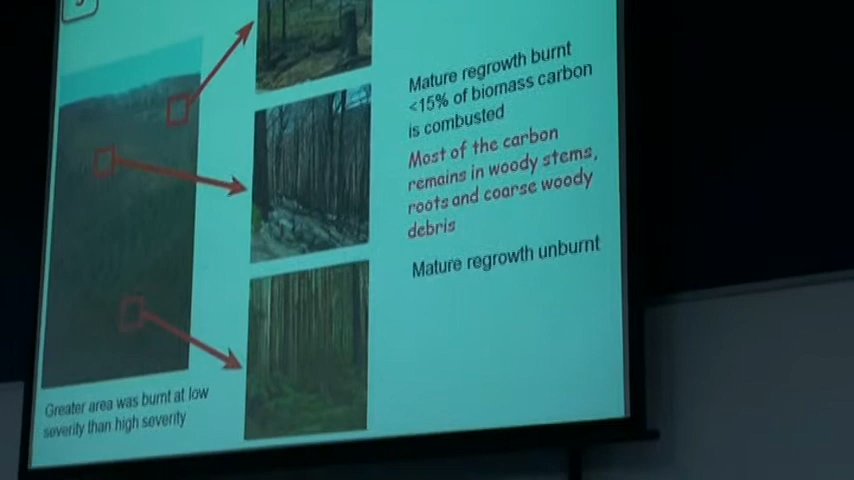 Mature regrowth burnt
<15% of biomass carbon
is combusted
Most of the carbon
remains in woody stems,
roots and coarse woody
debris
Mature regrowth unburnt
Greater area was burnt at low
severity than high severity